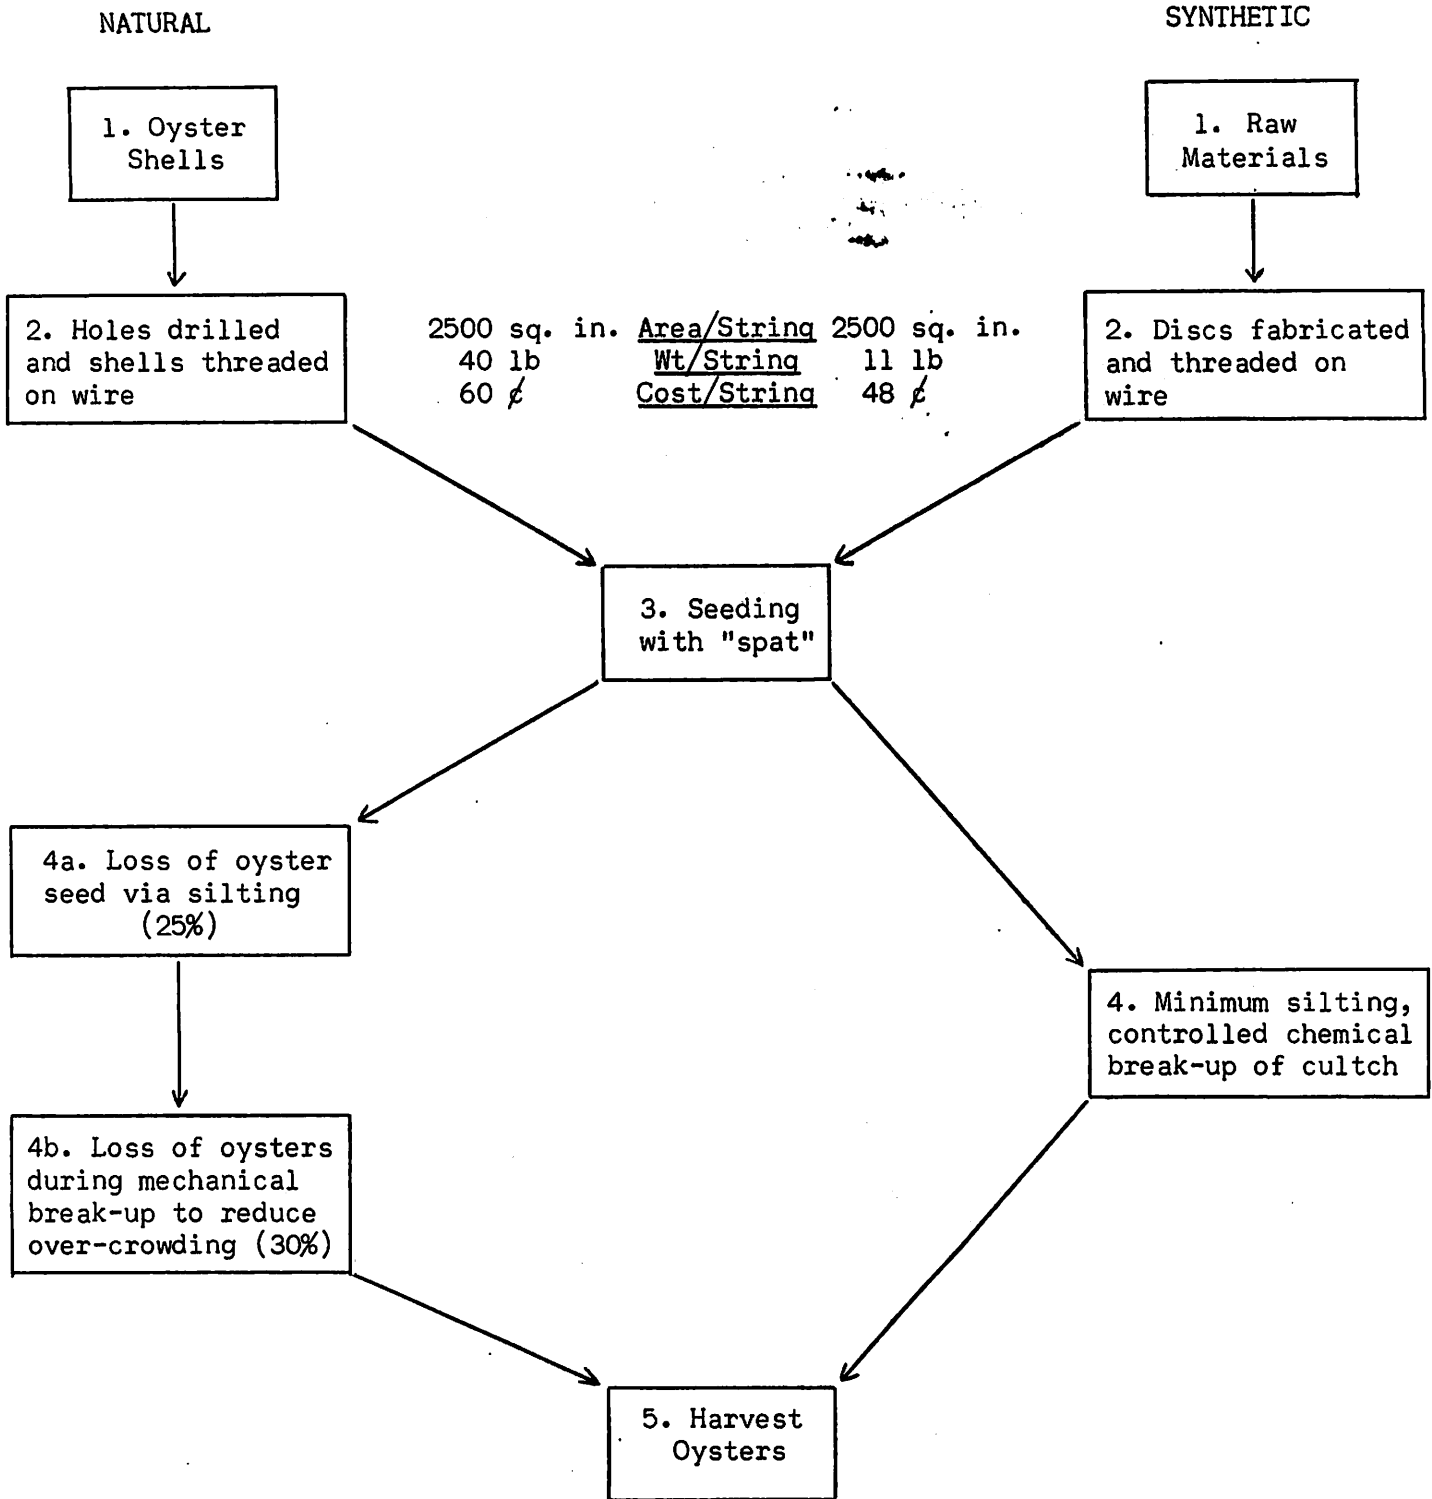 NATURAL
SYNTHETIC
1. Oyster
Shells
1. Raw
Materials
2. Holes drilled
and shells threaded
on wire
2500 sq. in. Area/String 2500 sq. in.
40 lb Wt/String 11 lb
60 ¢ Cost/String 48 ¢
2. Discs fabricated
and threaded on
wire
3. Seeding
with "spat"
4a. Loss of oyster
seed via silting
(25%)
4. Minimum silting,
controlled chemical
break-up of cultch
4b. Loss of oysters
during mechanical
break-up to reduce
over-crowding (30%)
5. Harvest
Oysters